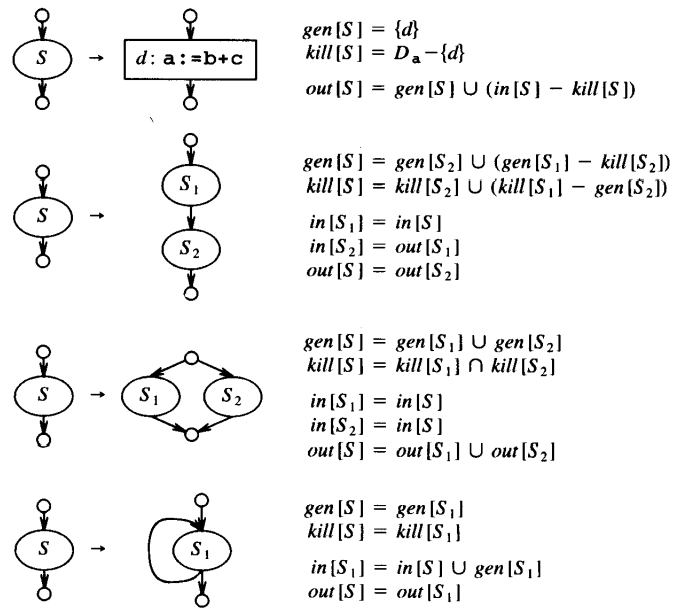 S → d: a:=b+c
gen[S] = {d}
kill[S] = Dₐ−{d}
out[S] = gen[S] ∪ (in[S] − kill[S])
S → S₁ S₂
gen[S] = gen[S₂] ∪ (gen[S₁] − kill[S₂])
kill[S] = kill[S₂] ∪ (kill[S₁] − gen[S₂])
in[S₁] = in[S]
in[S₂] = out[S₁]
out[S] = out[S₂]
S → S₁ S₂
gen[S] = gen[S₁] ∪ gen[S₂]
kill[S] = kill[S₁] ∩ kill[S₂]
in[S₁] = in[S]
in[S₂] = in[S]
out[S] = out[S₁] ∪ out[S₂]
S → S₁
gen[S] = gen[S₁]
kill[S] = kill[S₁]
in[S₁] = in[S] ∪ gen[S₁]
out[S] = out[S₁]